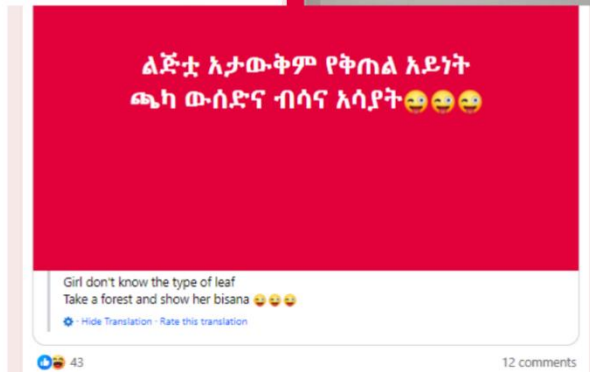 ልጅቷ አታውቅም የቅጠል አይነት
ጫካ ውሰድና ብሳና አሳያት😜😜😜
Girl don't know the type of leaf
Take a forest and show her bisana 😜😜😜
· Hide Translation · Rate this translation
43
12 comments